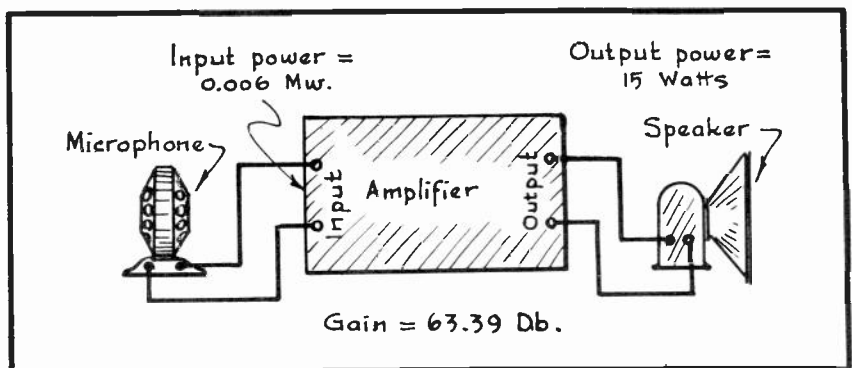 Input power =
0.006 Mw.
Output power=
15 Watts
Microphone
Speaker
Input
Amplifier
Output
Gain = 63.39 Db.